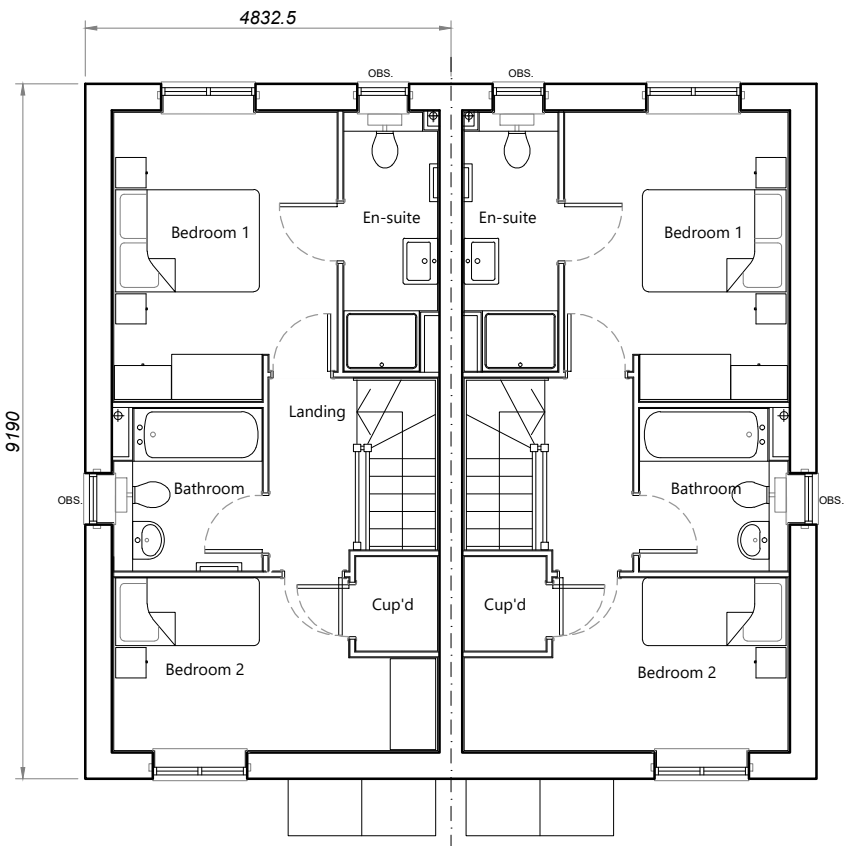 4832.5
OBS.
OBS.
Bedroom 1
En-suite
En-suite
Bedroom 1
9190
Landing
Bathroom
Bathroom
OBS.
OBS.
Cup'd
Cup'd
Bedroom 2
Bedroom 2